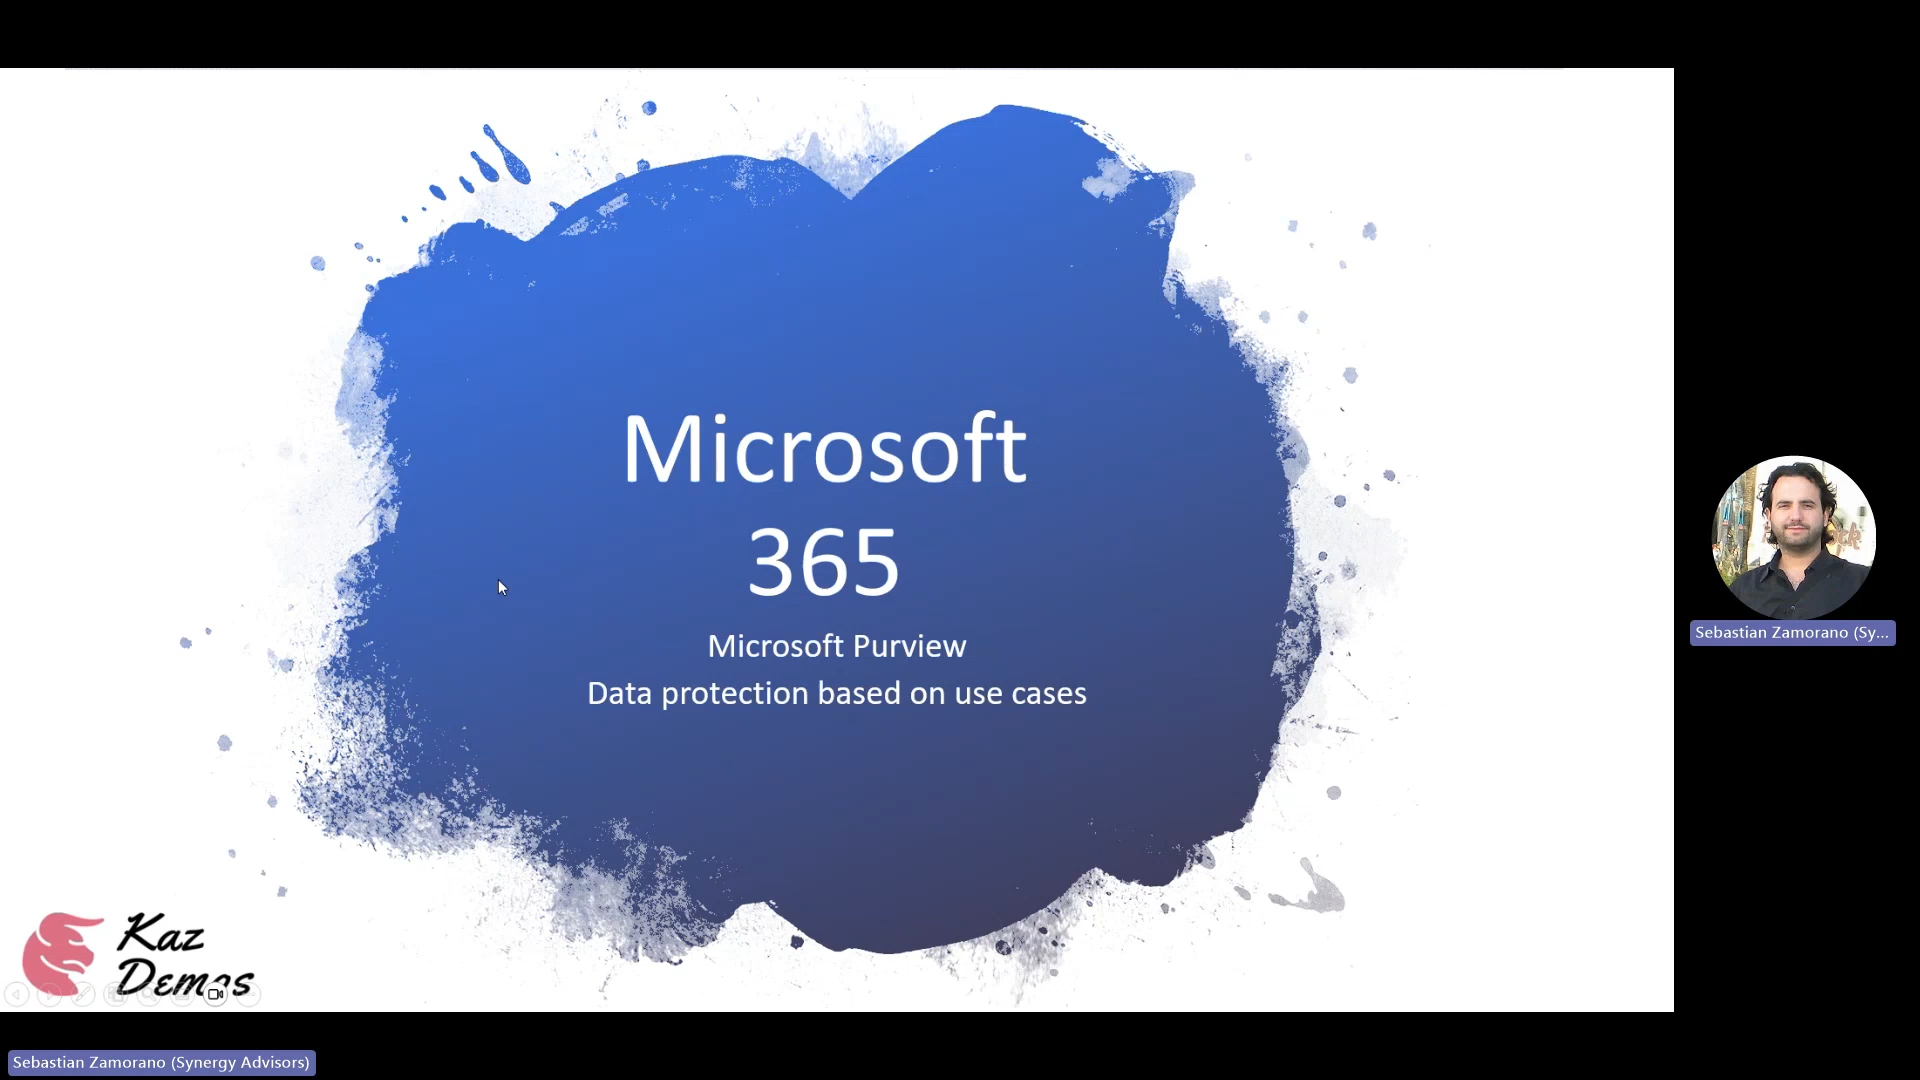 Microsoft
365
Microsoft Purview
Data protection based on use cases
Kaz
Demos
Sebastian Zamorano (Sy...
Sebastian Zamorano (Synergy Advisors)